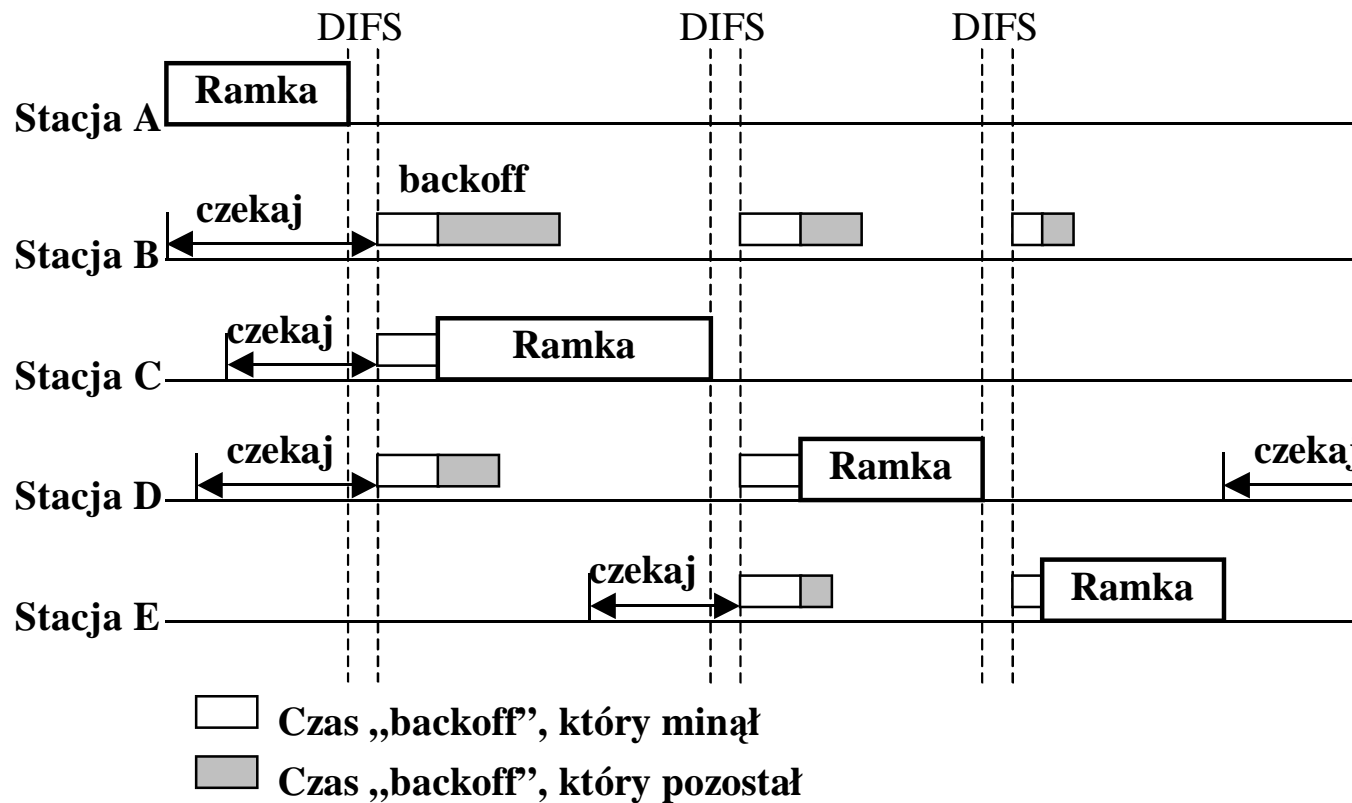 DIFS DIFS DIFS
Ramka
Stacja A
backoff
czekaj
Stacja B
czekaj
Ramka
Stacja C
czekaj
Ramka
czekaj
Stacja D
czekaj
Ramka
Stacja E
Czas „backoff”, który minął
Czas „backoff”, który pozostał